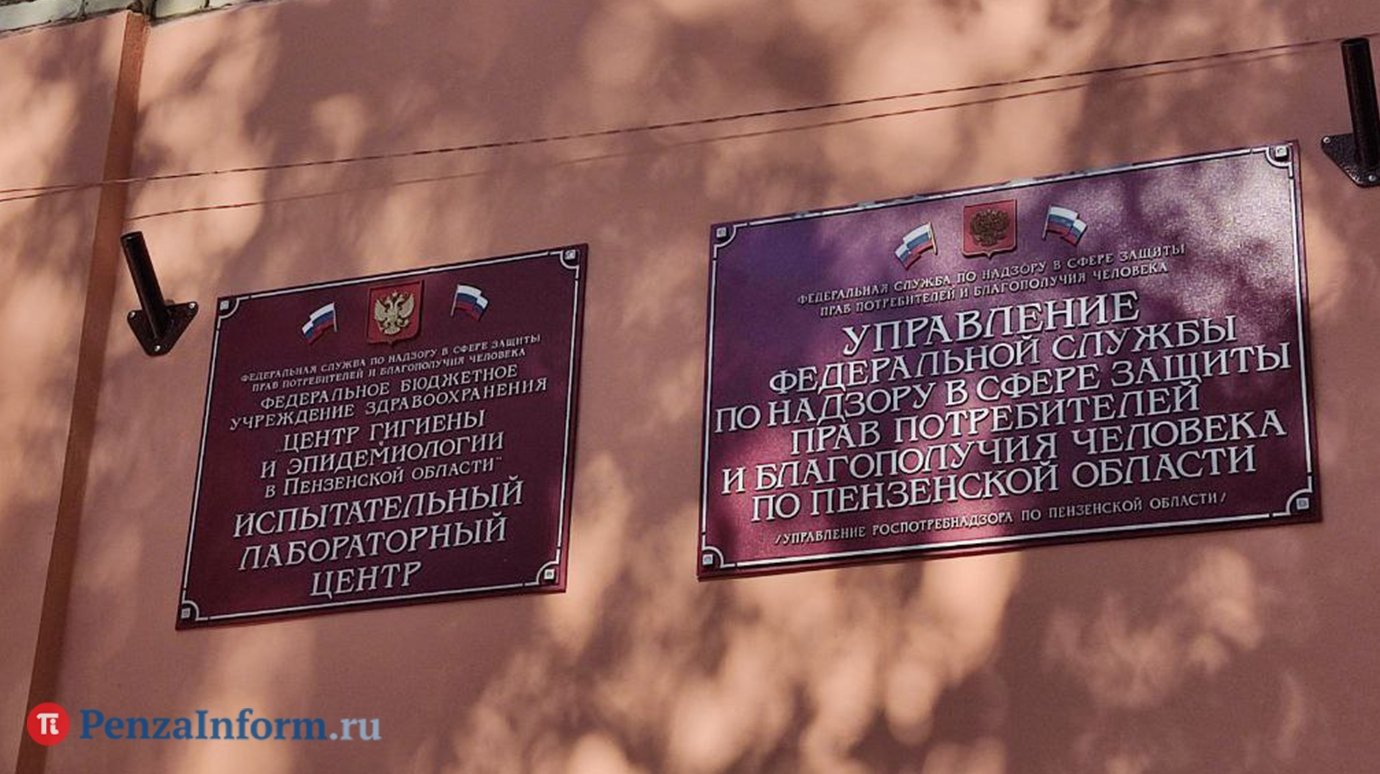 ФЕДЕРАЛЬНАЯ СЛУЖБА ПО НАДЗОРУ В СФЕРЕ ЗАЩИТЫ
ПРАВ ПОТРЕБИТЕЛЕЙ И БЛАГОПОЛУЧИЯ ЧЕЛОВЕКА
ФЕДЕРАЛЬНОЕ БЮДЖЕТНОЕ
УЧРЕЖДЕНИЕ ЗДРАВООХРАНЕНИЯ
"ЦЕНТР ГИГИЕНЫ
И ЭПИДЕМИОЛОГИИ
В ПЕНЗЕНСКОЙ ОБЛАСТИ"
ИСПЫТАТЕЛЬНЫЙ
ЛАБОРАТОРНЫЙ
ЦЕНТР
ФЕДЕРАЛЬНАЯ СЛУЖБА ПО НАДЗОРУ В СФЕРЕ ЗАЩИТЫ
ПРАВ ПОТРЕБИТЕЛЕЙ И БЛАГОПОЛУЧИЯ ЧЕЛОВЕКА
УПРАВЛЕНИЕ
ФЕДЕРАЛЬНОЙ СЛУЖБЫ
ПО НАДЗОРУ В СФЕРЕ ЗАЩИТЫ
ПРАВ ПОТРЕБИТЕЛЕЙ
И БЛАГОПОЛУЧИЯ ЧЕЛОВЕКА
ПО ПЕНЗЕНСКОЙ ОБЛАСТИ
/УПРАВЛЕНИЕ РОСПОТРЕБНАДЗОРА ПО ПЕНЗЕНСКОЙ ОБЛАСТИ/
PenzaInform.ru